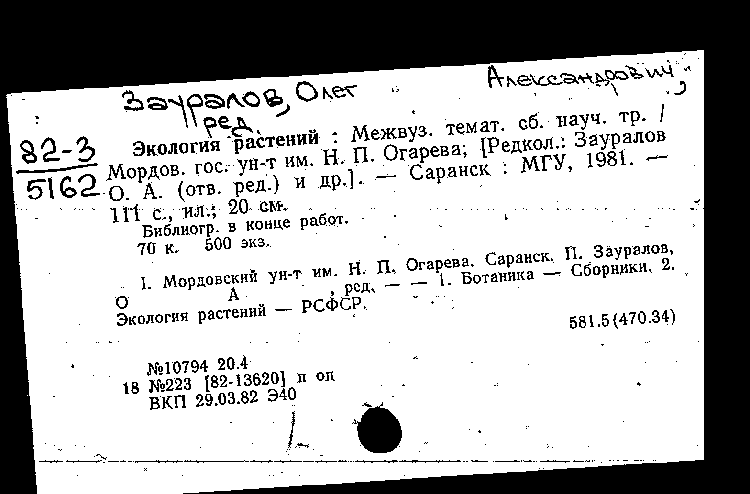 Зауралов, Олег Александрович,
ред.
82-3
5162
Экология растений : Межвуз. темат. сб. науч. тр. /
Мордов. гос. ун-т им. Н. П. Огарева; [Редкол.: Зауралов
О. А. (отв. ред.) и др.]. — Саранск : МГУ, 1981. —
111 с., ил.; 20 см.
Библиогр. в конце работ.
70 к. 500 экз.
I. Мордовский ун-т им. Н. П. Огарева. Саранск. II. Зауралов,
О А , ред. — — 1. Ботаника — Сборники. 2.
Экология растений — РСФСР.
581.5(470.34)
№10794 20.4
18 №223 [82-13620] п оп
ВКП 29.03.82 Э40